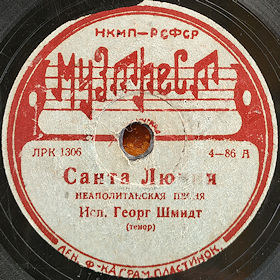 НКМП-РСФСР
МУЗТРЕСТ
ЛРК 1306
4-86 А
Санта Лючия
НЕАПОЛИТАНСКАЯ ПЕСНЯ
Исп. Георг Шмидт
(тенор)
ЛЕН. Ф-КА ГРАМ. ПЛАСТИНОК